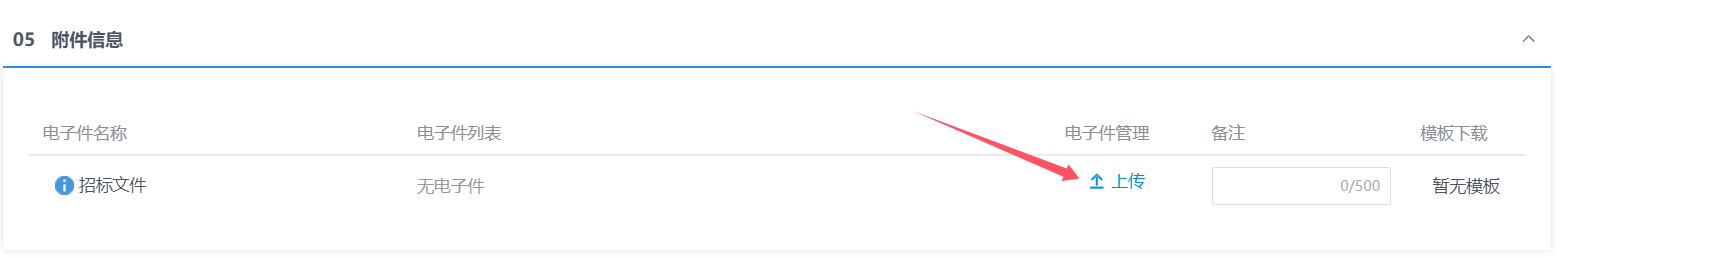 05 附件信息
电子件名称 电子件列表 电子件管理 备注 模板下载
招标文件 无电子件 上传 0/500 暂无模板